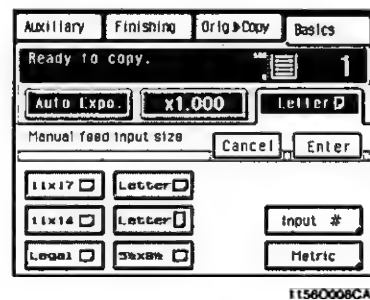 Auxiliary Finishing Orig►Copy Basics
Ready to copy.
1
Auto Expo. x1.000 Letter
Manual feed input size
Cancel Enter
11x17 Letter
11x14 Letter Input #
Legal 5½x8½ Metric
1156O008CA